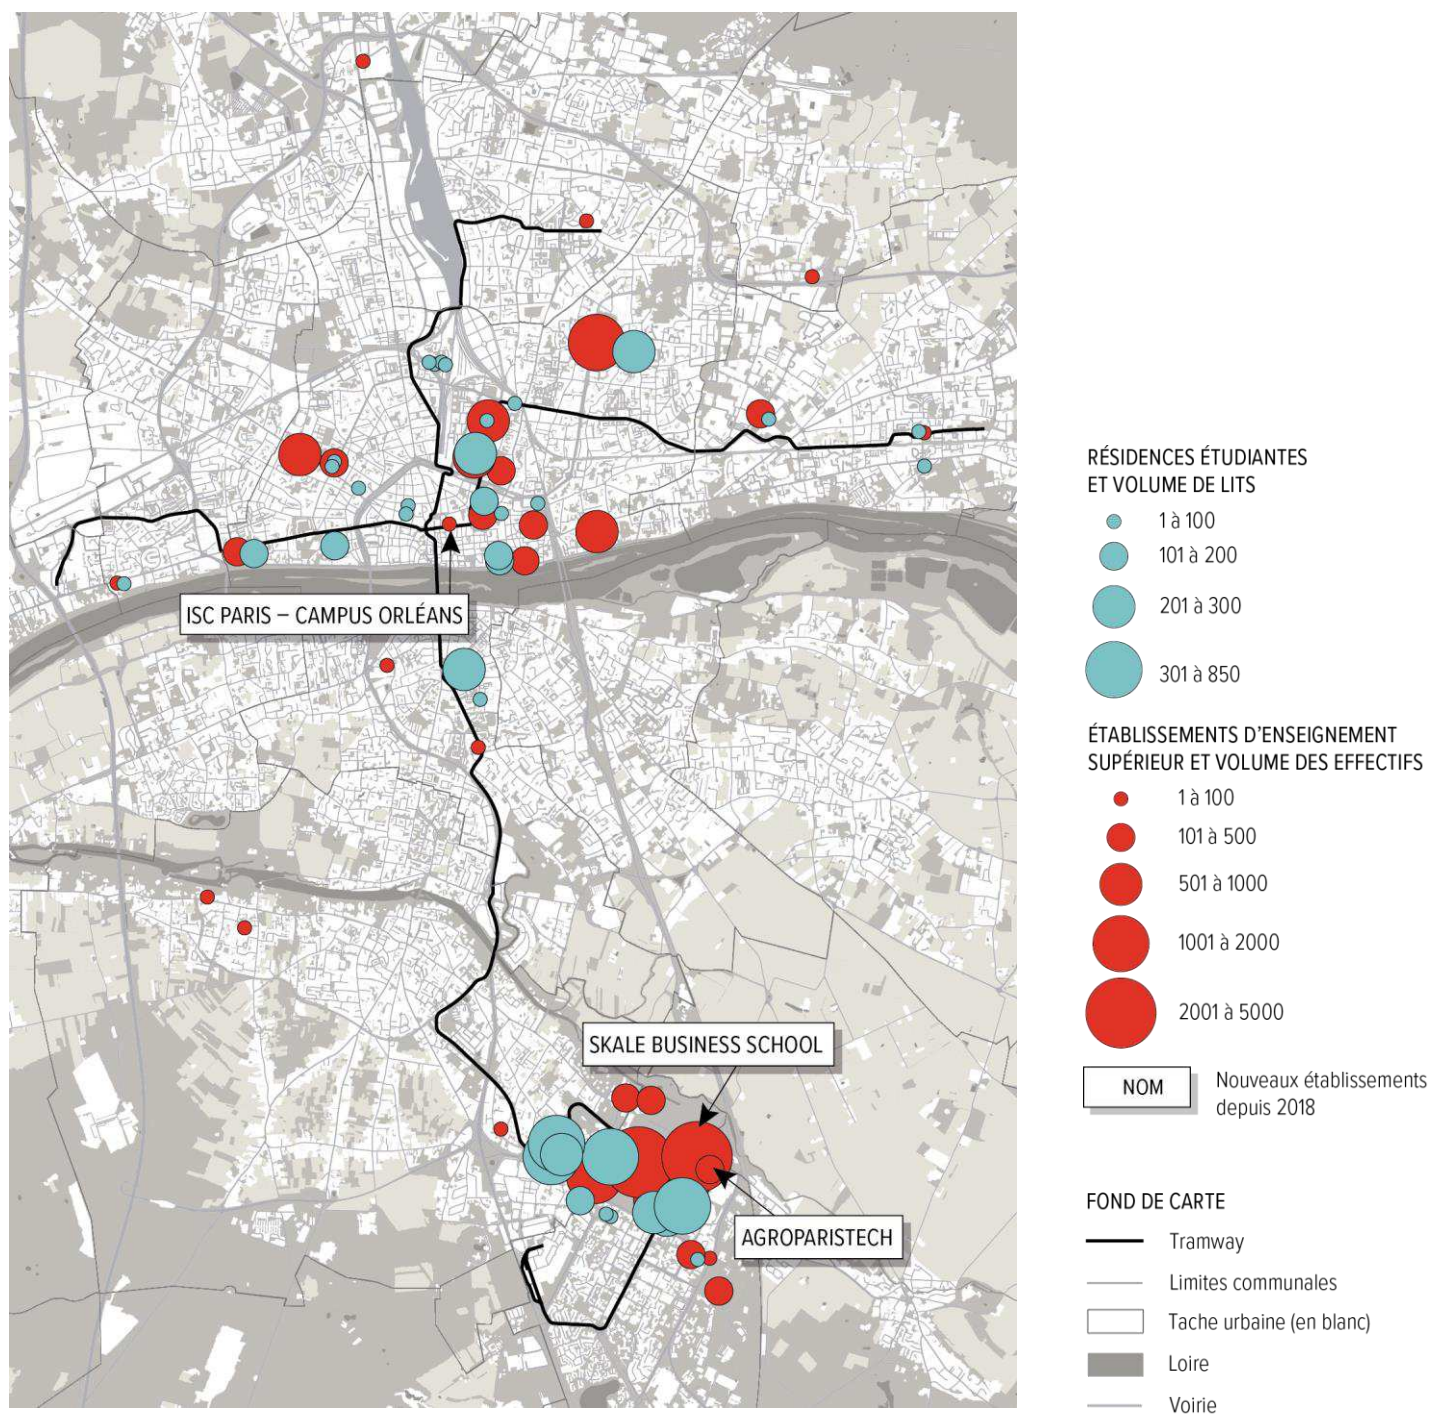 ISC PARIS – CAMPUS ORLÉANS
SKALE BUSINESS SCHOOL
AGROPARISTECH
RÉSIDENCES ÉTUDIANTES
ET VOLUME DE LITS
1 à 100
101 à 200
201 à 300
301 à 850
ÉTABLISSEMENTS D'ENSEIGNEMENT
SUPÉRIEUR ET VOLUME DES EFFECTIFS
1 à 100
101 à 500
501 à 1000
1001 à 2000
2001 à 5000
NOM
Nouveaux établissements
depuis 2018
FOND DE CARTE
Tramway
Limites communales
Tache urbaine (en blanc)
Loire
Voirie